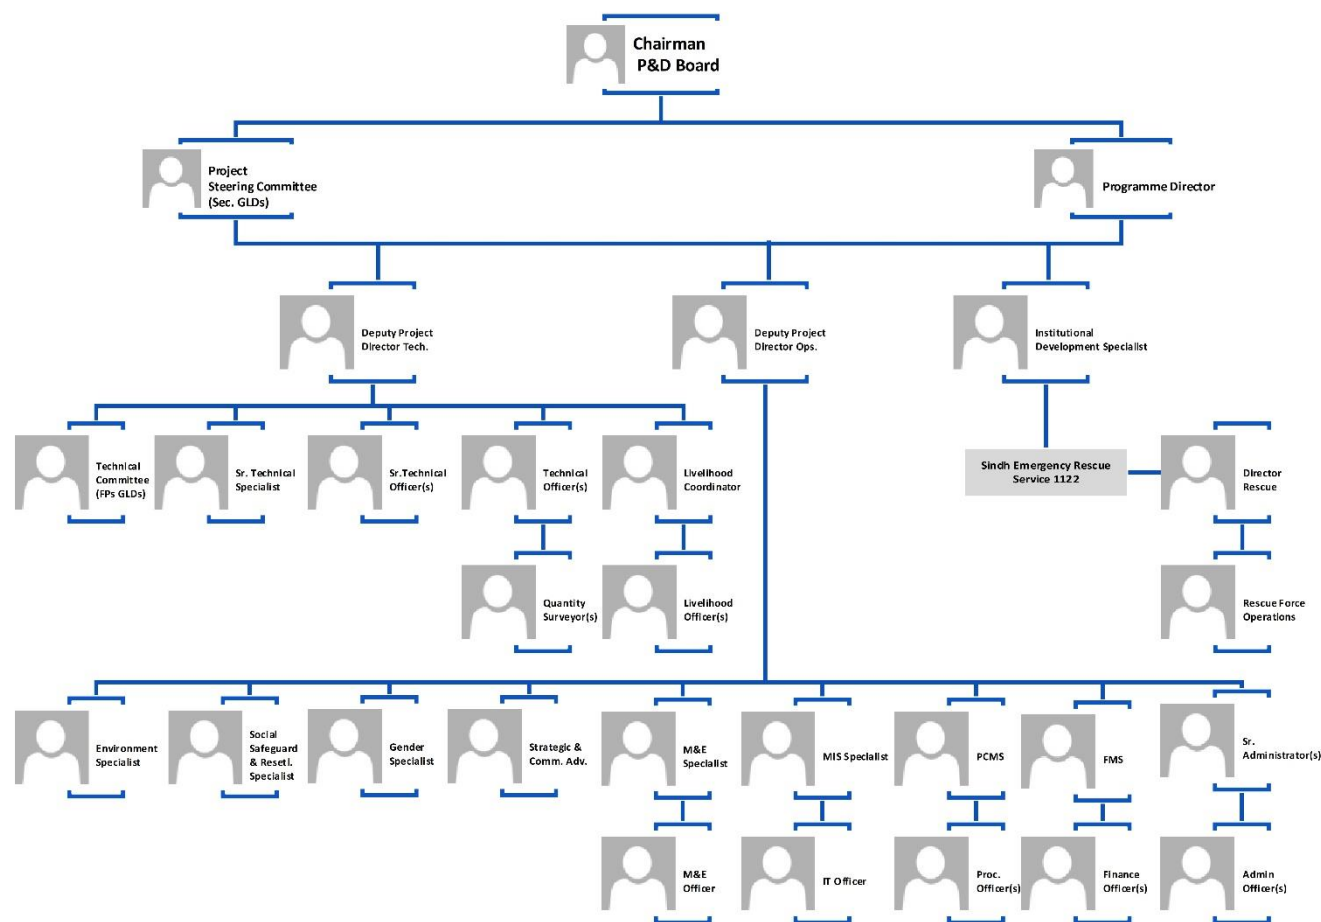 Chairman
P&D Board
Project
Steering Committee
(Sec. GLDs)
Programme Director
Deputy Project
Director Tech.
Deputy Project
Director Ops.
Institutional
Development Specialist
Technical
Committee
(FPs GLDs)
Sr. Technical
Specialist
Sr.Technical
Officer(s)
Technical
Officer(s)
Livelihood
Coordinator
Sindh Emergency Rescue
Service 1122
Director
Rescue
Quantity
Surveyor(s)
Livelihood
Officer(s)
Rescue Force
Operations
Environment
Specialist
Social
Safeguard
& Resetl.
Specialist
Gender
Specialist
Strategic &
Comm. Adv.
M&E
Specialist
MIS Specialist
PCMS
FMS
Sr.
Administrator(s)
M&E
Officer
IT Officer
Proc.
Officer(s)
Finance
Officer(s)
Admin
Officer(s)